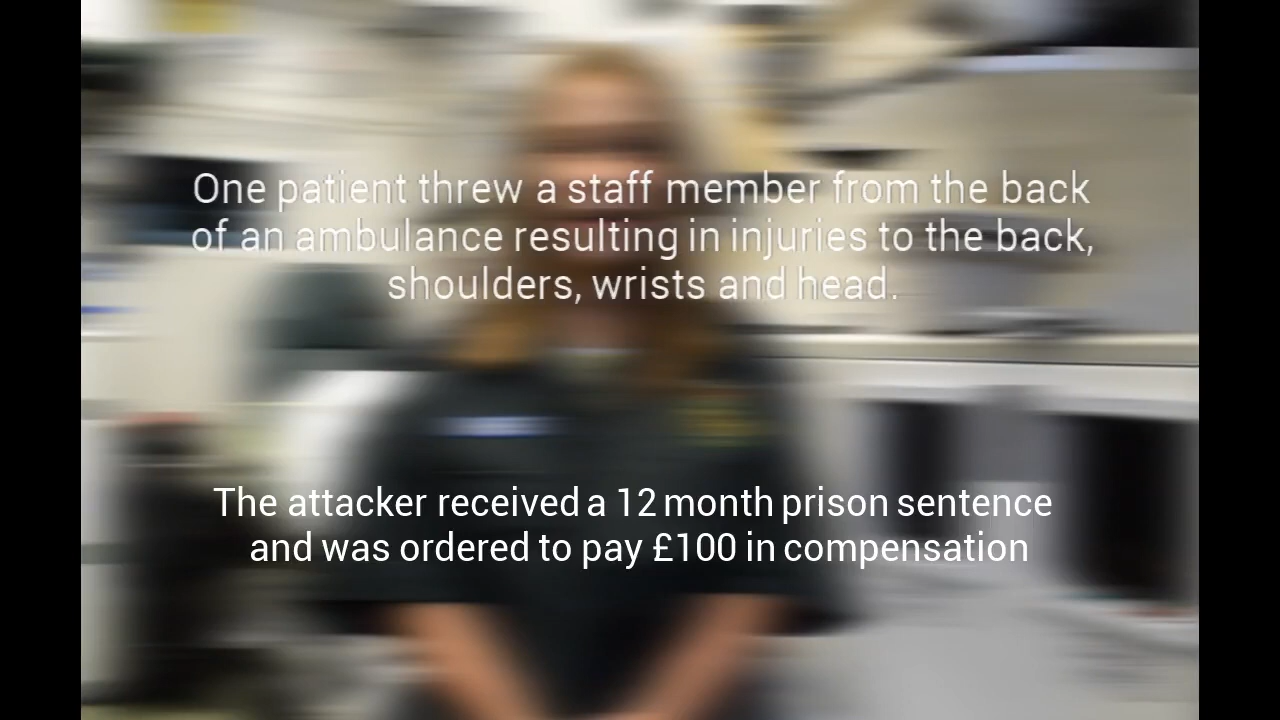 One patient threw a staff member from the back
of an ambulance resulting in injuries to the back,
shoulders, wrists and head.
The attacker received a 12 month prison sentence
and was ordered to pay £100 in compensation